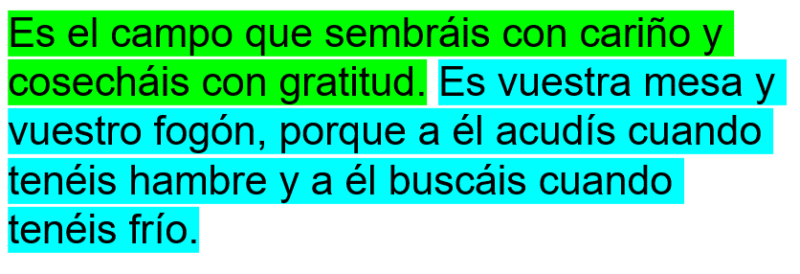 Es el campo que sembráis con cariño y
cosecháis con gratitud. Es vuestra mesa y
vuestro fogón, porque a él acudís cuando
tenéis hambre y a él buscáis cuando
tenéis frío.